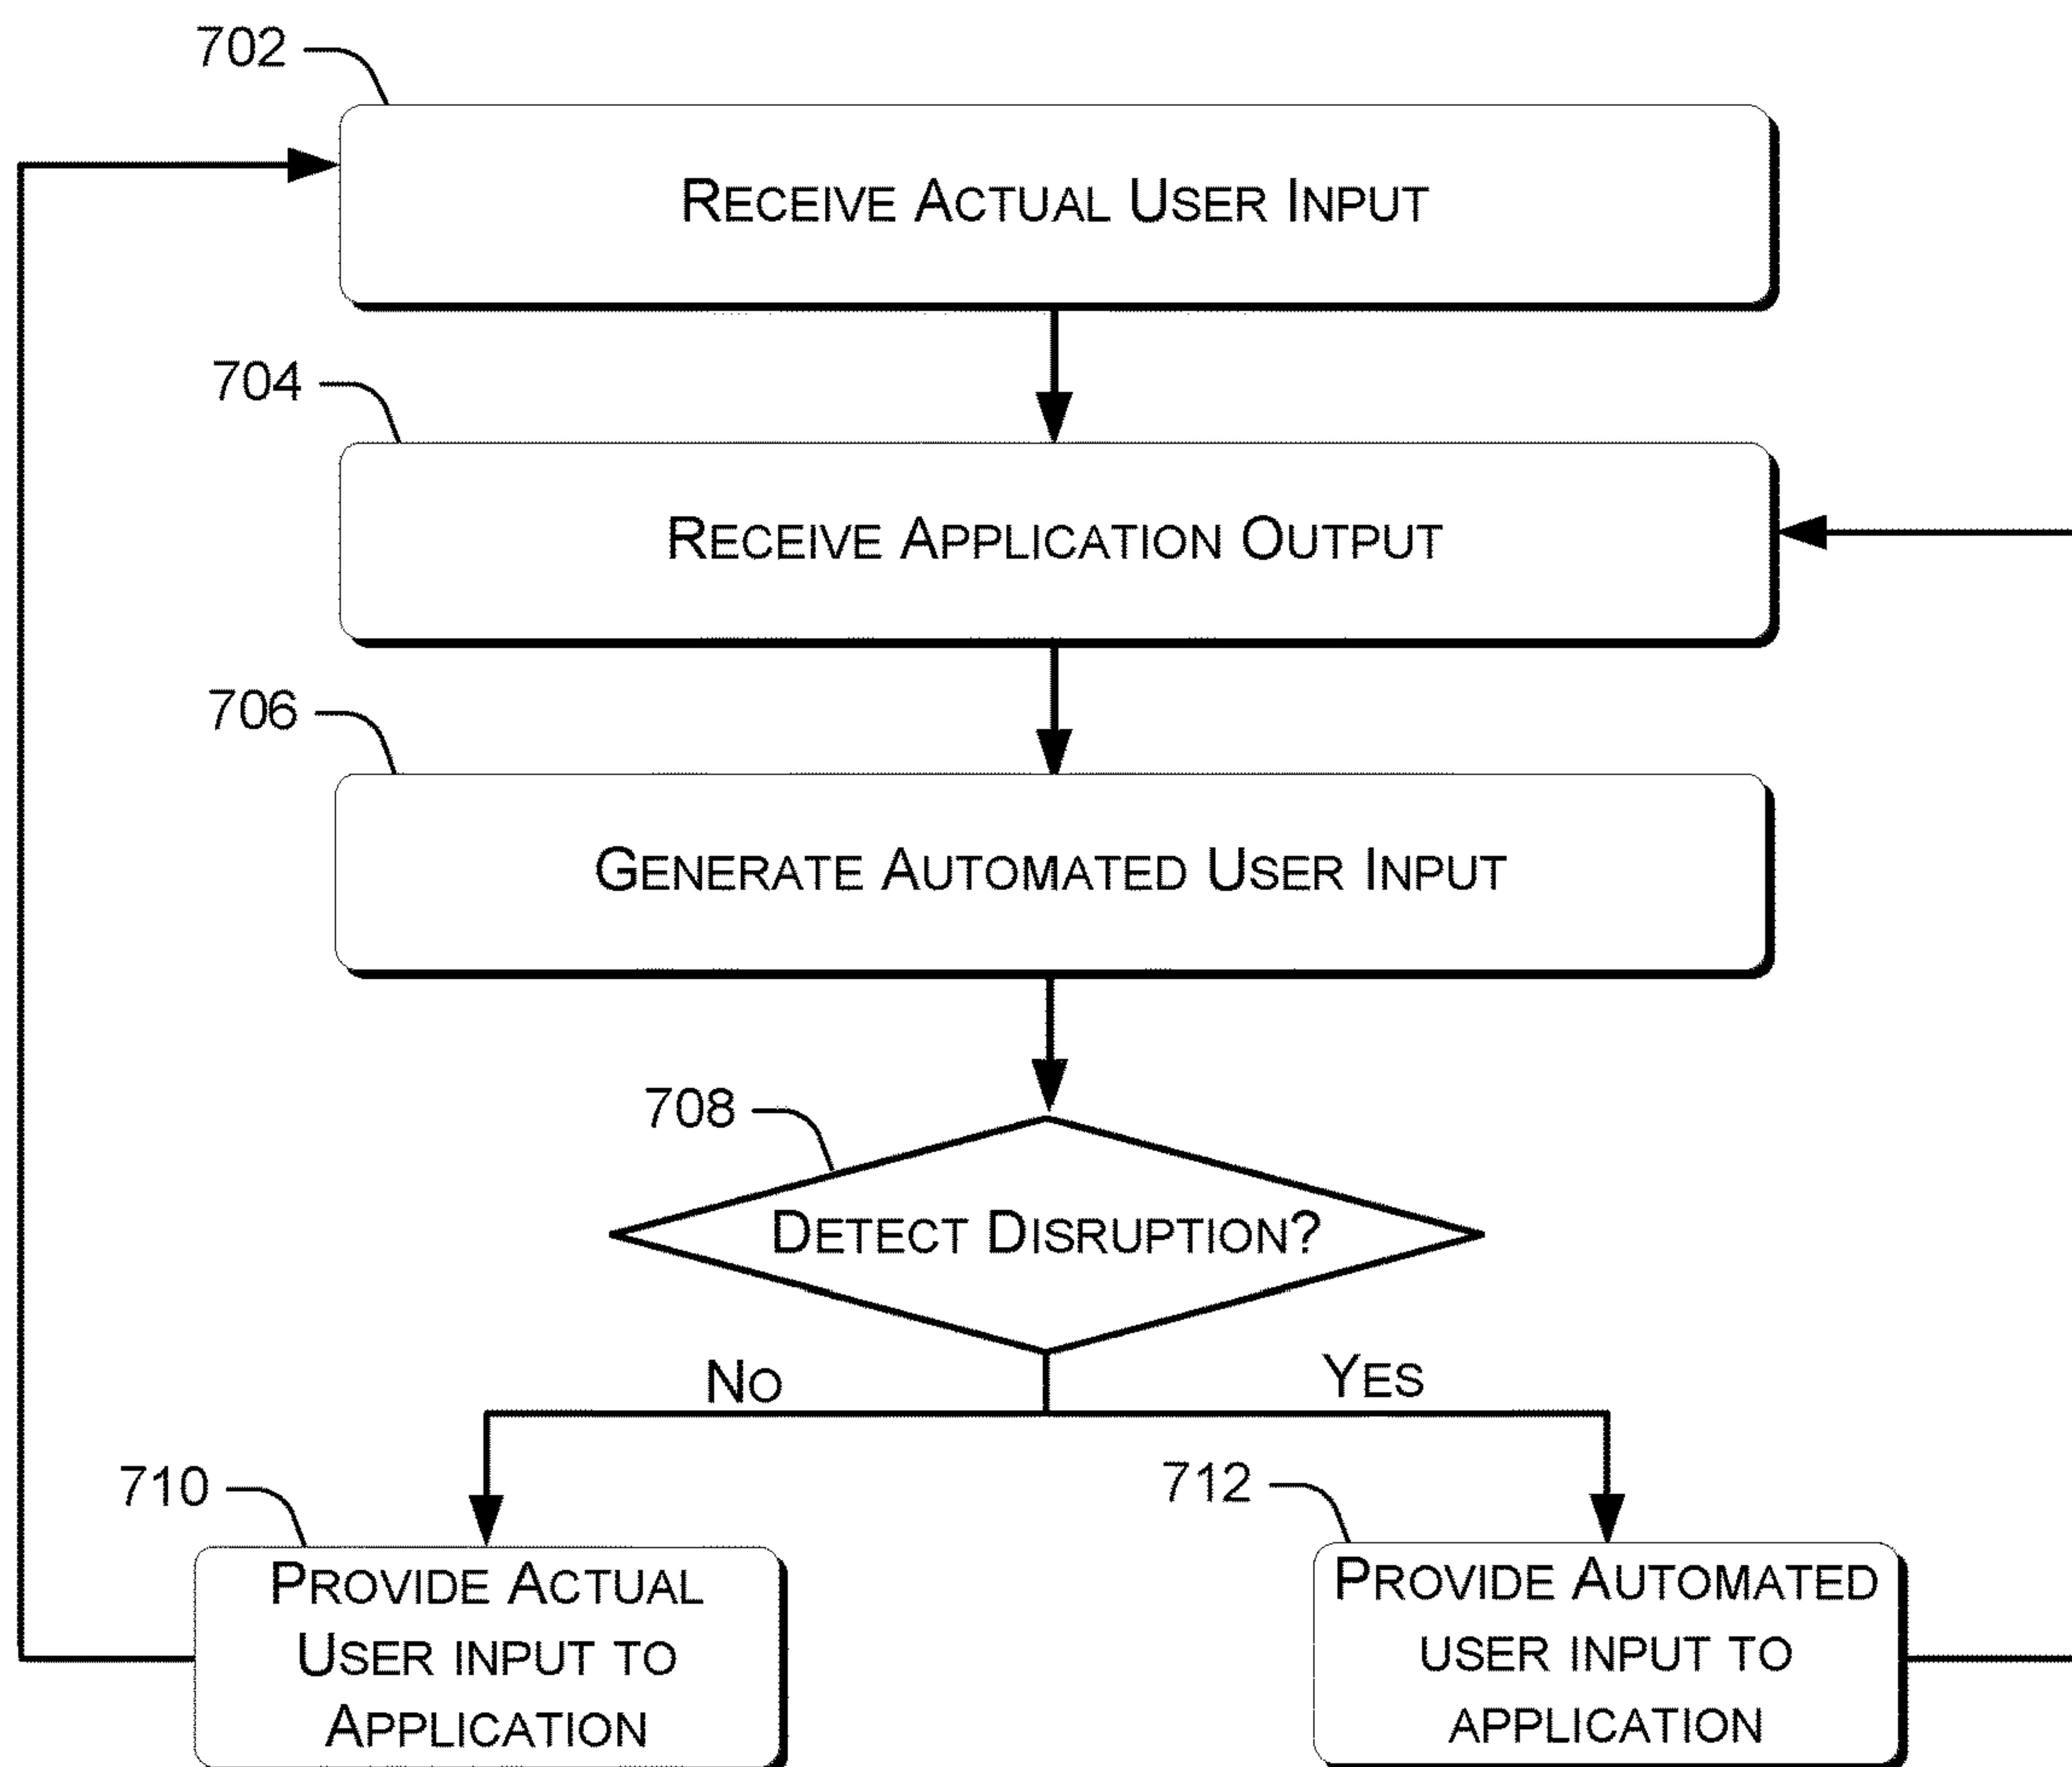 702
RECEIVE ACTUAL USER INPUT
704
RECEIVE APPLICATION OUTPUT
706
GENERATE AUTOMATED USER INPUT
708
DETECT DISRUPTION?
NO
YES
710
PROVIDE ACTUAL
USER INPUT TO
APPLICATION
712
PROVIDE AUTOMATED
USER INPUT TO
APPLICATION